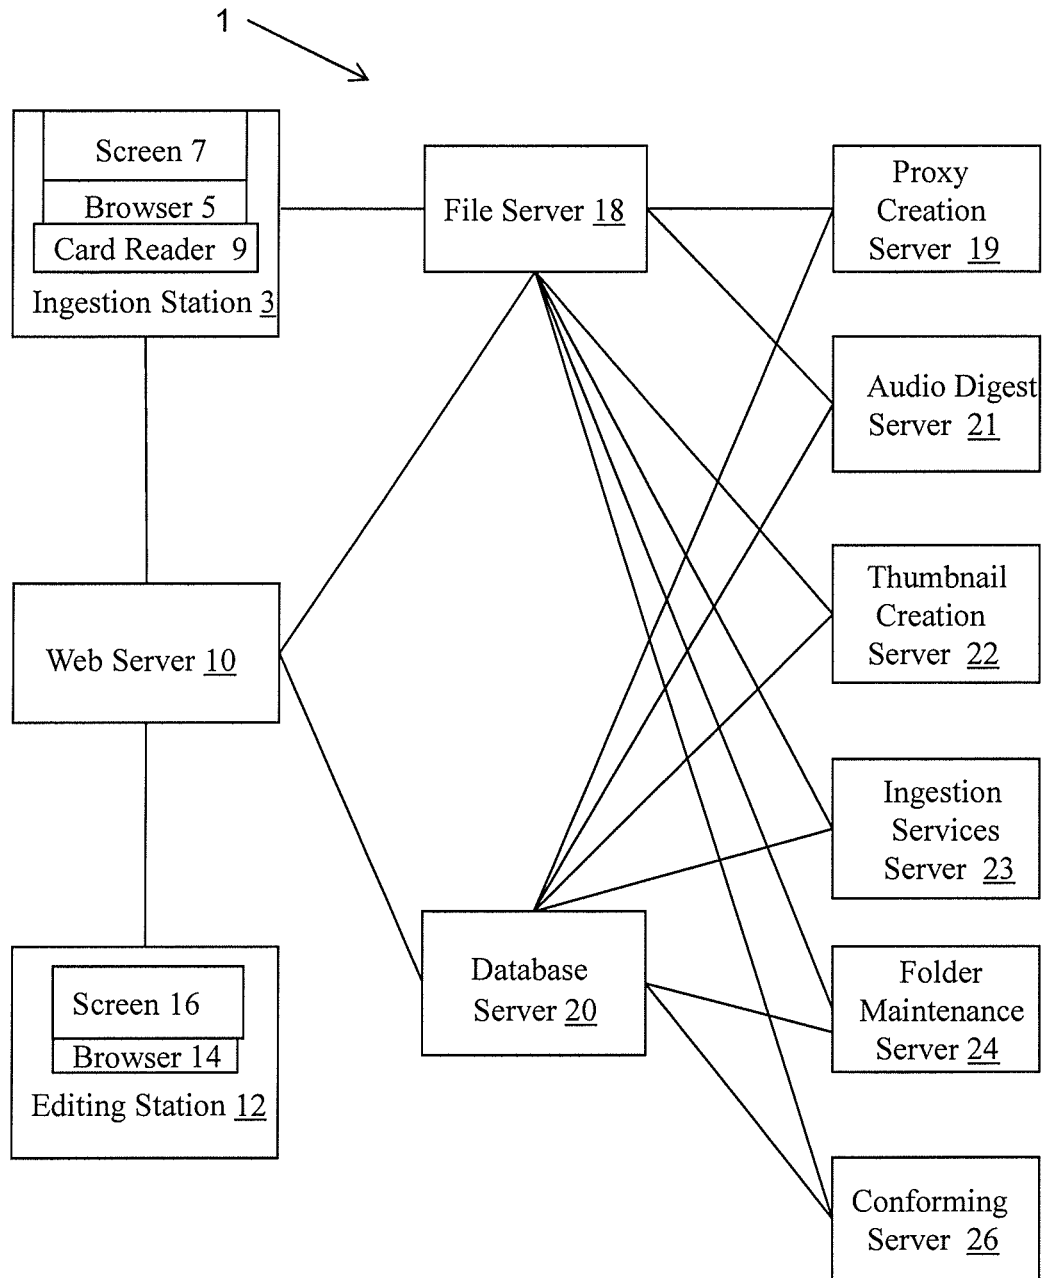 1
Screen 7
Browser 5
Card Reader 9
Ingestion Station 3
File Server 18
Proxy
Creation
Server 19
Audio Digest
Server 21
Thumbnail
Creation
Server 22
Web Server 10
Ingestion
Services
Server 23
Database
Server 20
Folder
Maintenance
Server 24
Screen 16
Browser 14
Editing Station 12
Conforming
Server 26